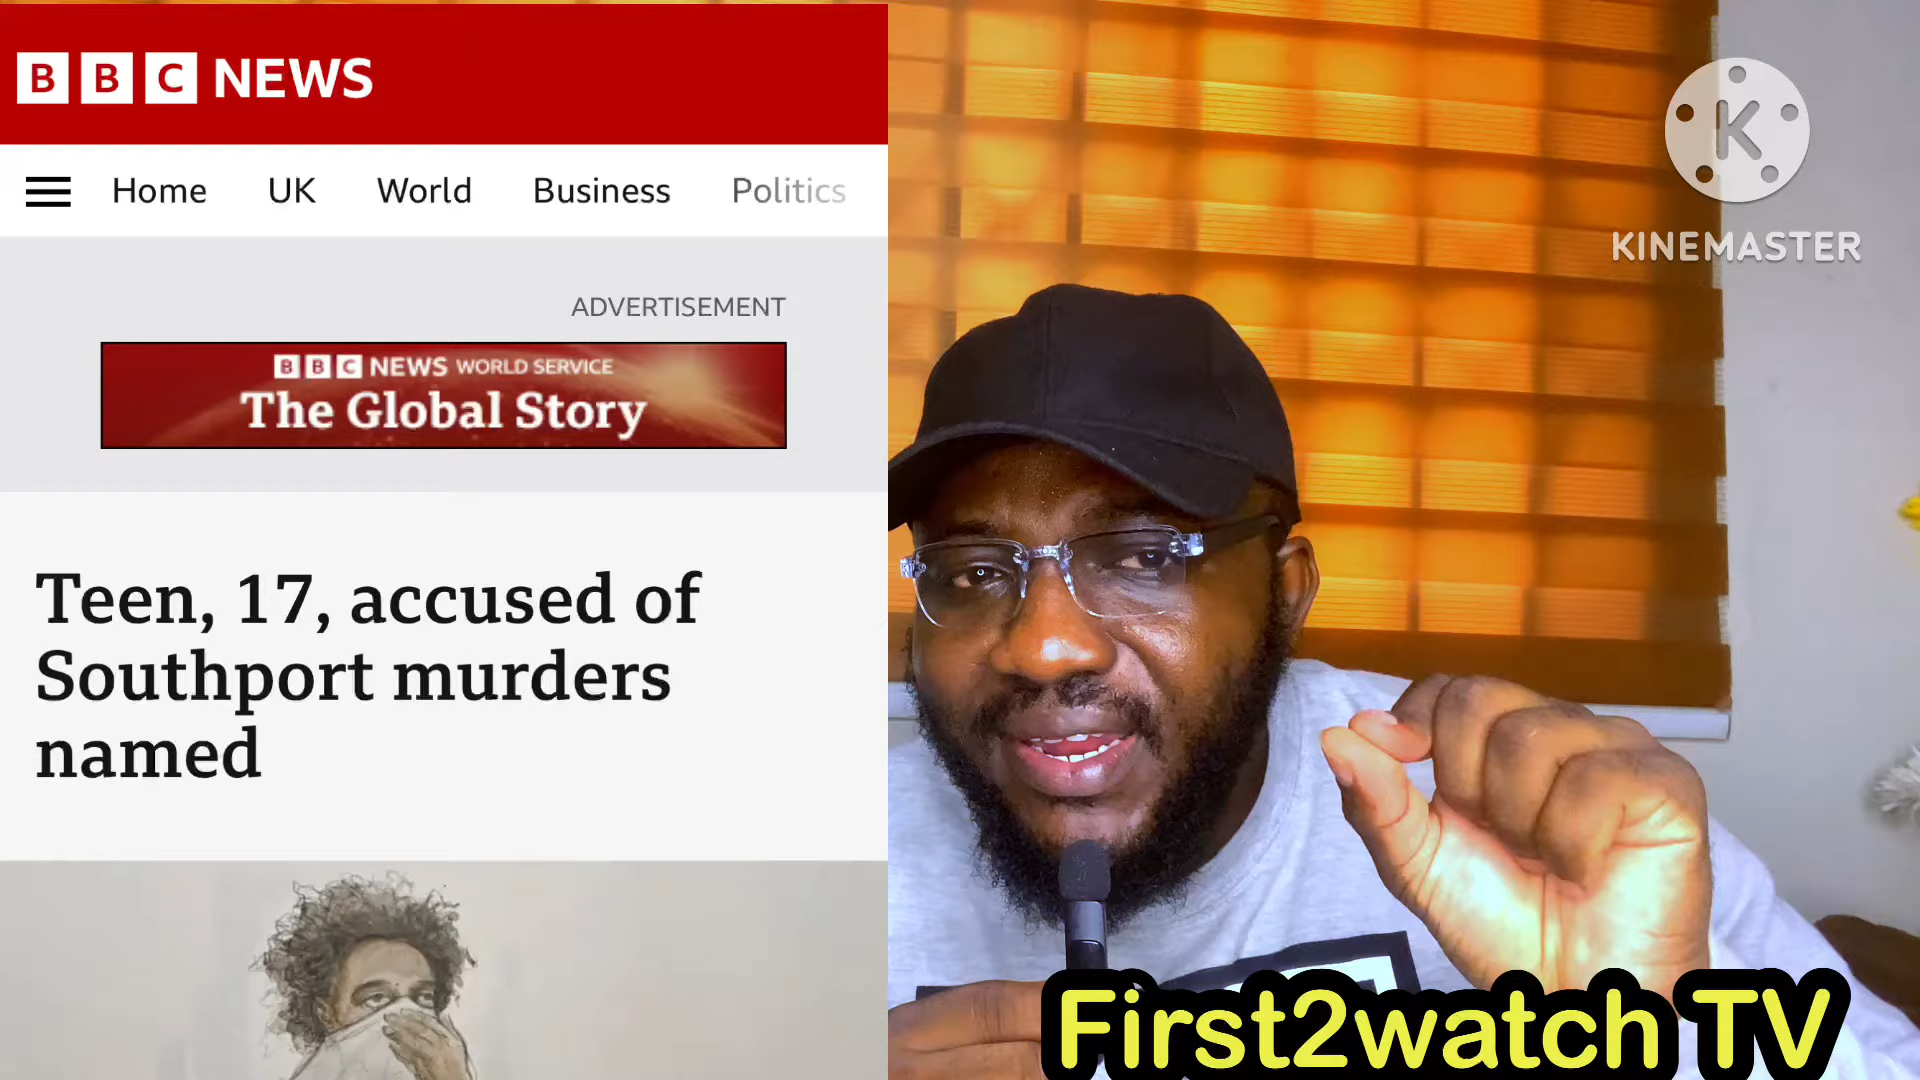 BBC NEWS
Home UK World Business Politics
ADVERTISEMENT
BBC NEWS WORLD SERVICE
The Global Story
Teen, 17, accused of
Southport murders
named
K
KINEMASTER
First2watch TV